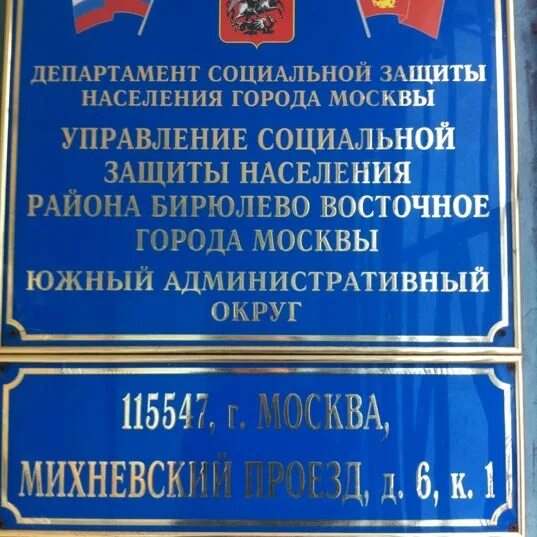 ДЕПАРТАМЕНТ СОЦИАЛЬНОЙ ЗАЩИТЫ
НАСЕЛЕНИЯ ГОРОДА МОСКВЫ
УПРАВЛЕНИЕ СОЦИАЛЬНОЙ
ЗАЩИТЫ НАСЕЛЕНИЯ
РАЙОНА БИРЮЛЕВО ВОСТОЧНОЕ
ГОРОДА МОСКВЫ
ЮЖНЫЙ АДМИНИСТРАТИВНЫЙ
ОКРУГ
115547, г. МОСКВА,
МИХНЕВСКИЙ ПРОЕЗД, д. 6, к. 1